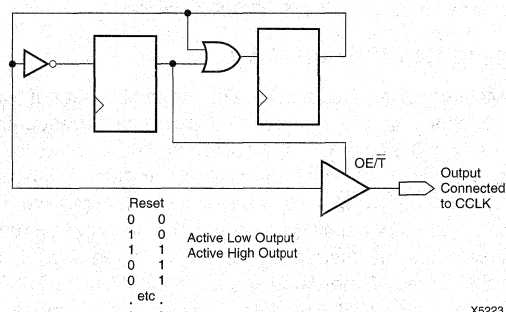 OE/T̅
Output
Connected
to CCLK
Reset
0 0
1 0
1 1
0 1
0 1
etc
Active Low Output
Active High Output
X5223